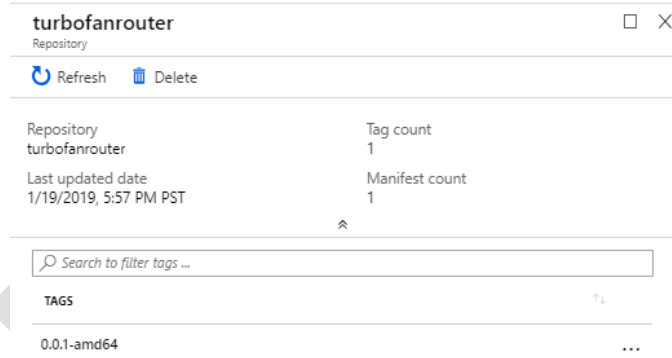 turbofanrouter
Repository
Refresh Delete
Repository Tag count
turbofanrouter 1
Last updated date Manifest count
1/19/2019, 5:57 PM PST 1
Search to filter tags ...
TAGS
0.0.1-amd64